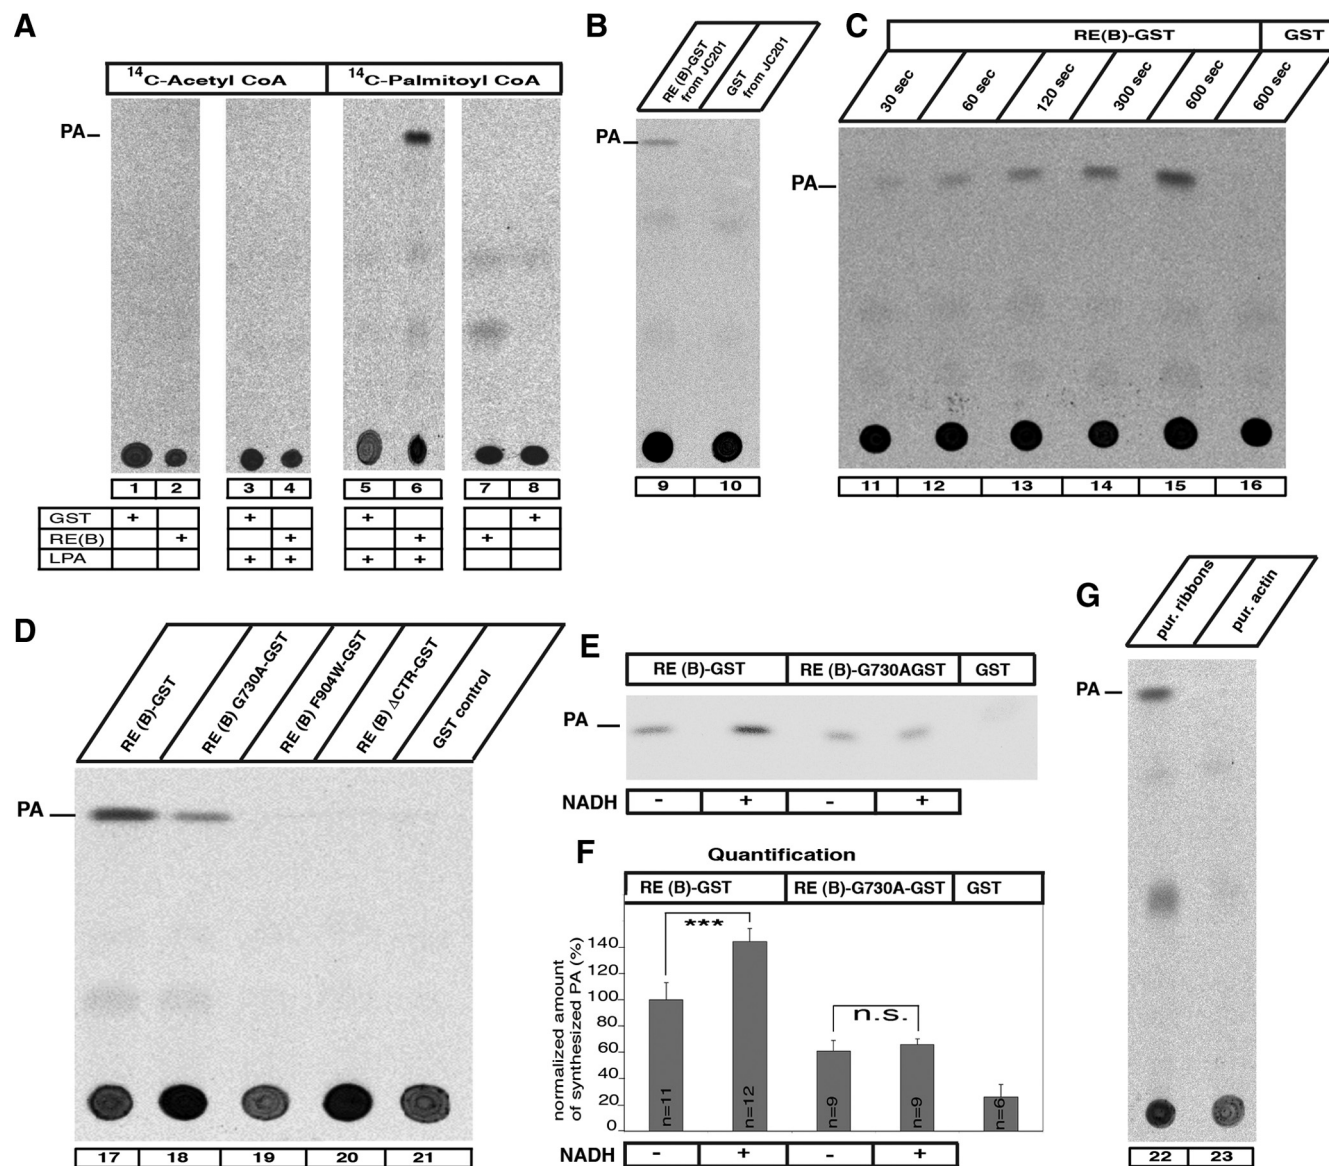 A
14C-Acetyl CoA 14C-Palmitoyl CoA
PA
1 2 3 4 5 6 7 8
GST + + + +
RE(B) + + + +
LPA + + + +
B
RE (B)-GST
from JC201
GST
from JC201
PA
9 10
C
RE(B)-GST GST
30 sec 60 sec 120 sec 300 sec 600 sec 600 sec
PA
11 12 13 14 15 16
D
RE (B)-GST
RE (B) G730A-GST
RE (B) F904W-GST
RE (B) ΔCTR-GST
GST control
PA
17 18 19 20 21
E
RE (B)-GST RE (B)-G730AGST GST
PA
NADH - + - +
F
Quantification
RE (B)-GST RE (B)-G730A-GST GST
normalized amount
of synthesized PA (%)
140
120
100
80
60
40
20
0
***
n.s.
n=11 n=12 n=9 n=9 n=6
NADH - + - +
G
pur. ribbons
pur. actin
PA
22 23